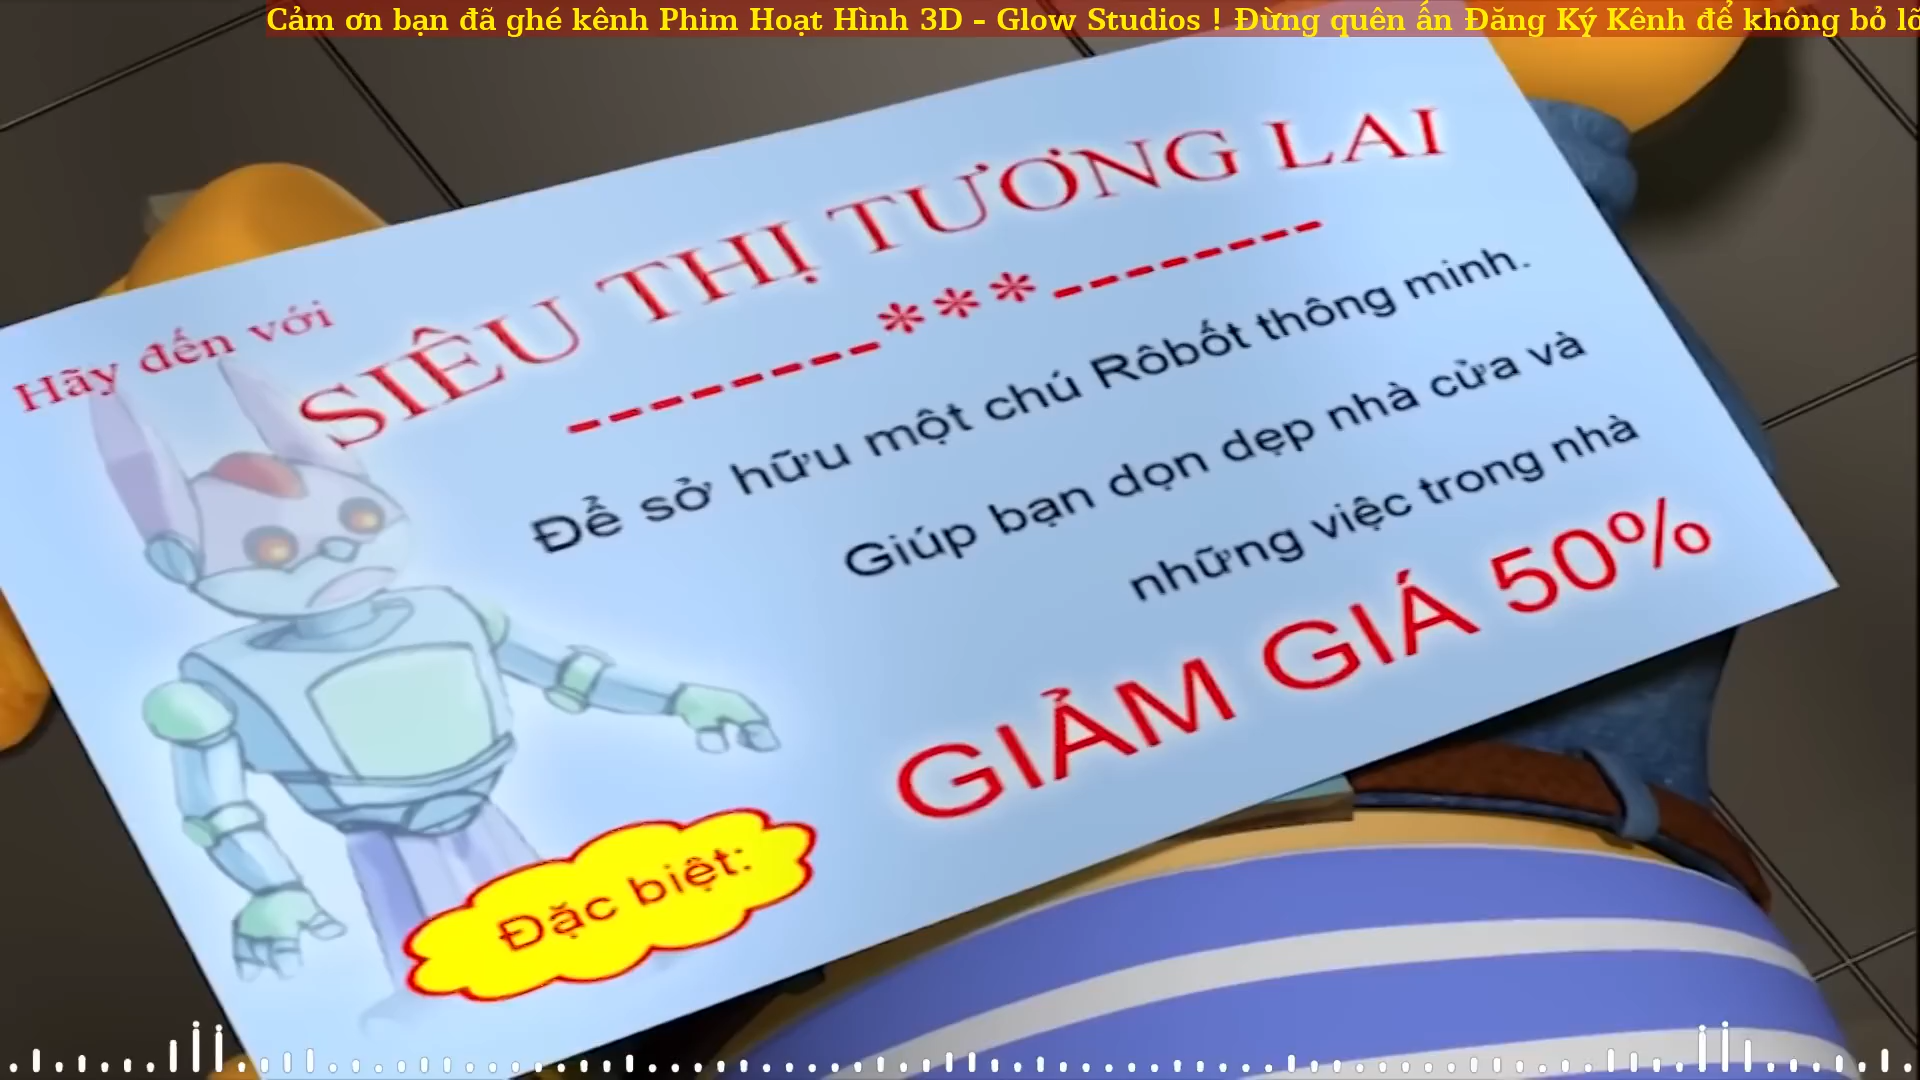 Cảm ơn bạn đã ghé kênh Phim Hoạt Hình 3D - Glow Studios ! Đừng quên ấn Đăng Ký Kênh để không bỏ
Hãy đến với
SIÊU THỊ TƯƠNG LAI
--------***--------
Để sở hữu một chú Rôbốt thông minh.
Giúp bạn dọn dẹp nhà cửa và
những việc trong nhà
Đặc biệt:
GIẢM GIÁ 50%